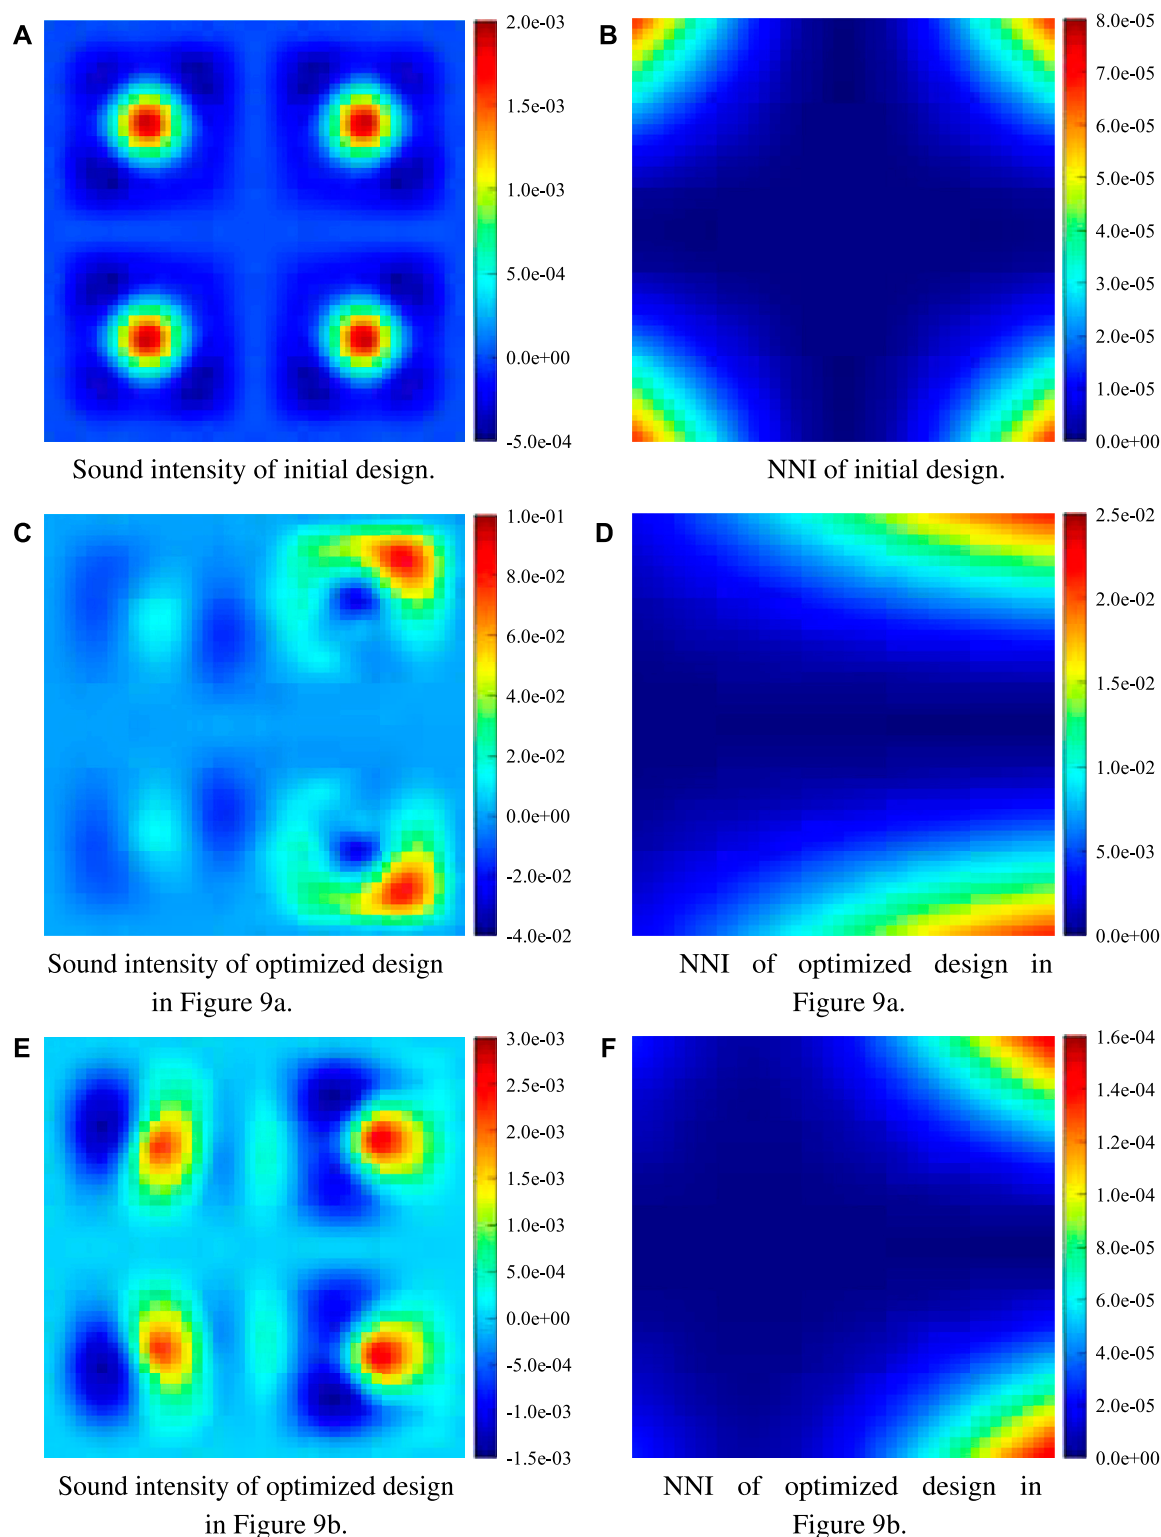 A
2.0e-03
1.5e-03
1.0e-03
5.0e-04
0.0e+00
-5.0e-04
Sound intensity of initial design.
B
8.0e-05
7.0e-05
6.0e-05
5.0e-05
4.0e-05
3.0e-05
2.0e-05
1.0e-05
0.0e+00
NNI of initial design.
C
1.0e-01
8.0e-02
6.0e-02
4.0e-02
2.0e-02
0.0e+00
-2.0e-02
-4.0e-02
Sound intensity of optimized design
in Figure 9a.
D
2.5e-02
2.0e-02
1.5e-02
1.0e-02
5.0e-03
0.0e+00
NNI of optimized design in
Figure 9a.
E
3.0e-03
2.5e-03
2.0e-03
1.5e-03
1.0e-03
5.0e-04
0.0e+00
-5.0e-04
-1.0e-03
-1.5e-03
Sound intensity of optimized design
in Figure 9b.
F
1.6e-04
1.4e-04
1.2e-04
1.0e-04
8.0e-05
6.0e-05
4.0e-05
2.0e-05
0.0e+00
NNI of optimized design in
Figure 9b.